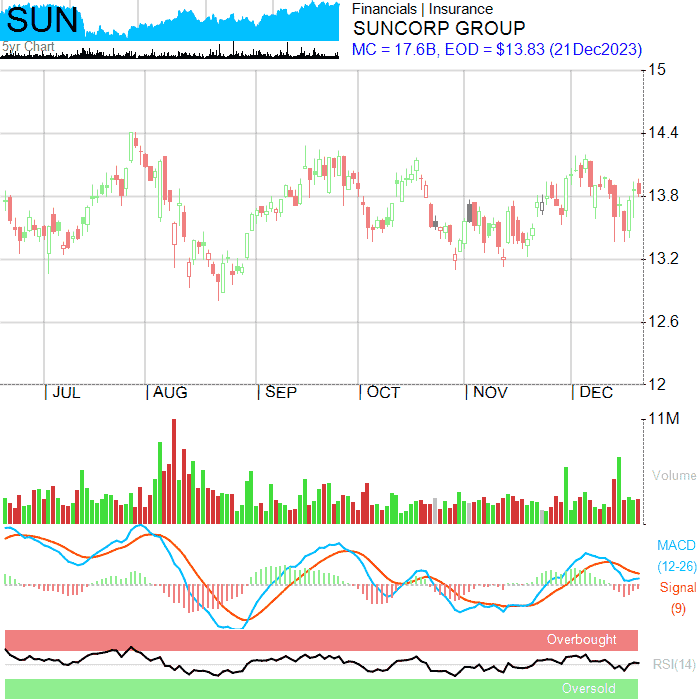 SUN
5yr Chart
Financials | Insurance
SUNCORP GROUP
MC = 17.6B, EOD = $13.83 (21Dec2023)
15
14.4
13.8
13.2
12.6
12
JUL
AUG
SEP
OCT
NOV
DEC
11M
Volume
MACD
(12-26)
Signal
(9)
Overbought
RSI(14)
Oversold